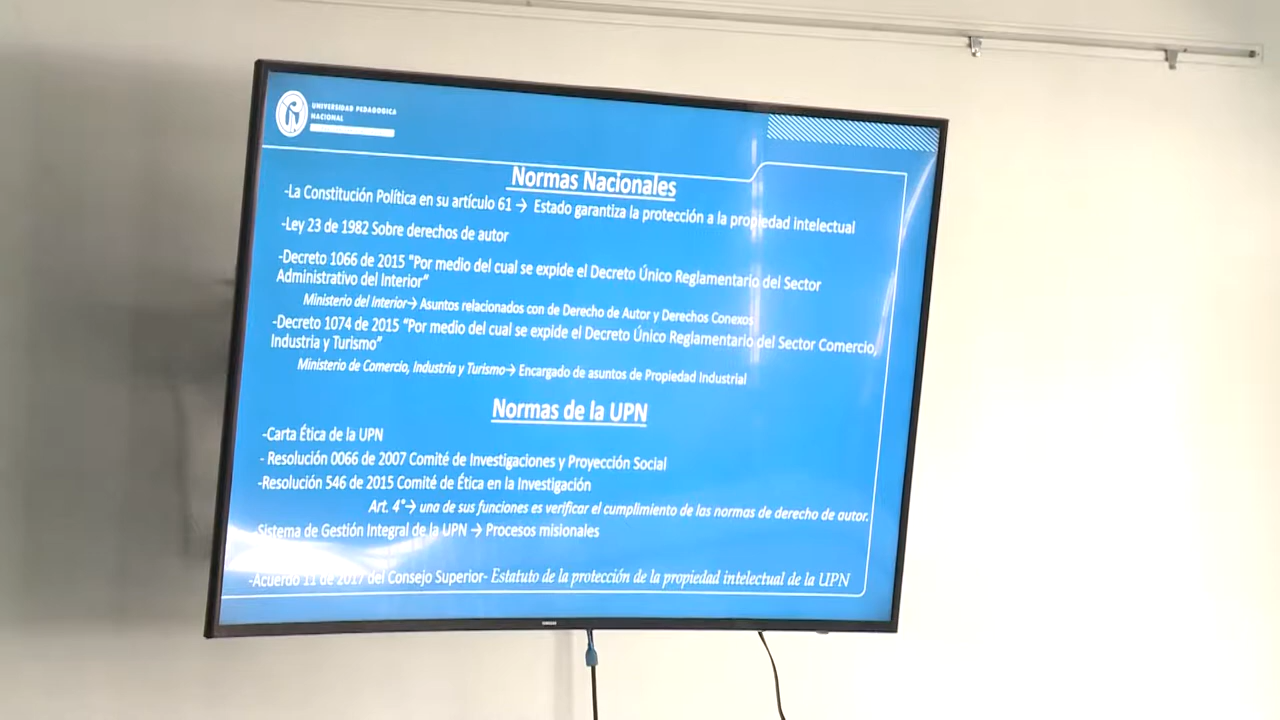 UNIVERSIDAD PEDAGOGICA
NACIONAL
Normas Nacionales
-La Constitución Política en su artículo 61 → Estado garantiza la protección a la propiedad intelectual
-Ley 23 de 1982 Sobre derechos de autor
-Decreto 1066 de 2015 "Por medio del cual se expide el Decreto Único Reglamentario del Sector
Administrativo del Interior"
Ministerio del Interior→ Asuntos relacionados con de Derecho de Autor y Derechos Conexos
-Decreto 1074 de 2015 "Por medio del cual se expide el Decreto Único Reglamentario del Sector Comercio,
Industria y Turismo"
Ministerio de Comercio, Industria y Turismo→ Encargado de asuntos de Propiedad Industrial
Normas de la UPN
-Carta Ética de la UPN
- Resolución 0066 de 2007 Comité de Investigaciones y Proyección Social
-Resolución 546 de 2015 Comité de Ética en la Investigación
Art. 4°→ una de sus funciones es verificar el cumplimiento de las normas de derecho de autor.
-Sistema de Gestión Integral de la UPN → Procesos misionales
-Acuerdo 11 de 2017 del Consejo Superior- Estatuto de la protección de la propiedad intelectual de la UPN
SAMSUNG